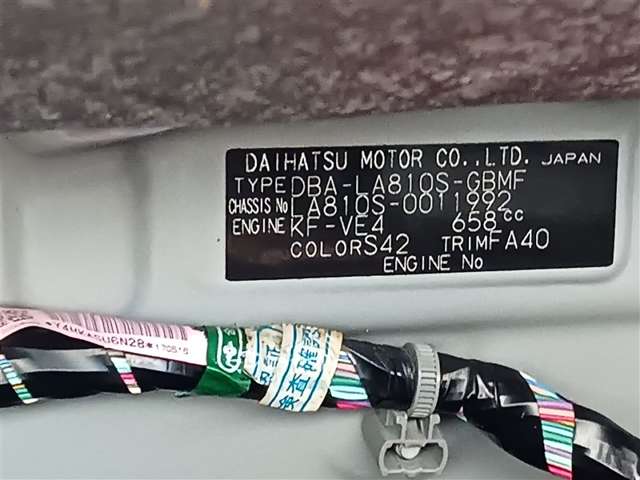 DAIHATSU MOTOR CO.,LTD. JAPAN
TYPE DBA-LA810S-GBMF
CHASSIS No LA810S-0011992
ENGINE KF-VE4 658cc
COLOR S42 TRIM FA40
ENGINE No